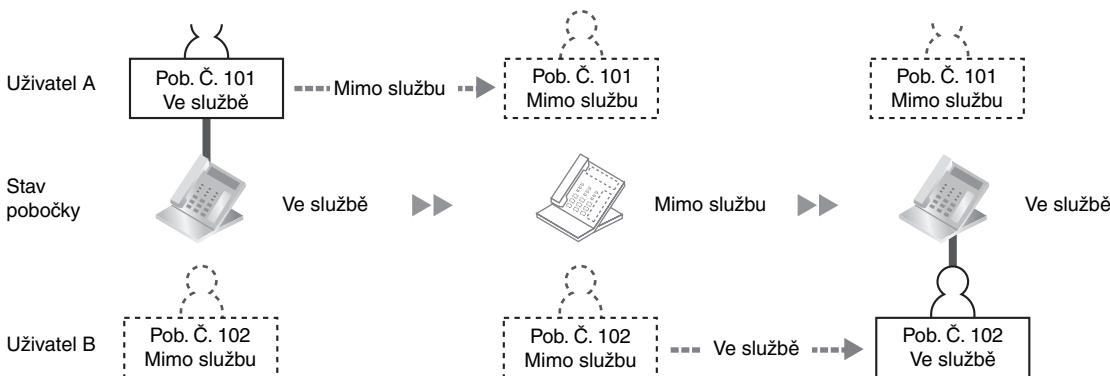 Uživatel A
Pob. Č. 101
Ve službě
Mimo službu
Pob. Č. 101
Mimo službu
Pob. Č. 101
Mimo službu
Stav
pobočky
Ve službě
Mimo službu
Ve službě
Uživatel B
Pob. Č. 102
Mimo službu
Pob. Č. 102
Mimo službu
Ve službě
Pob. Č. 102
Ve službě